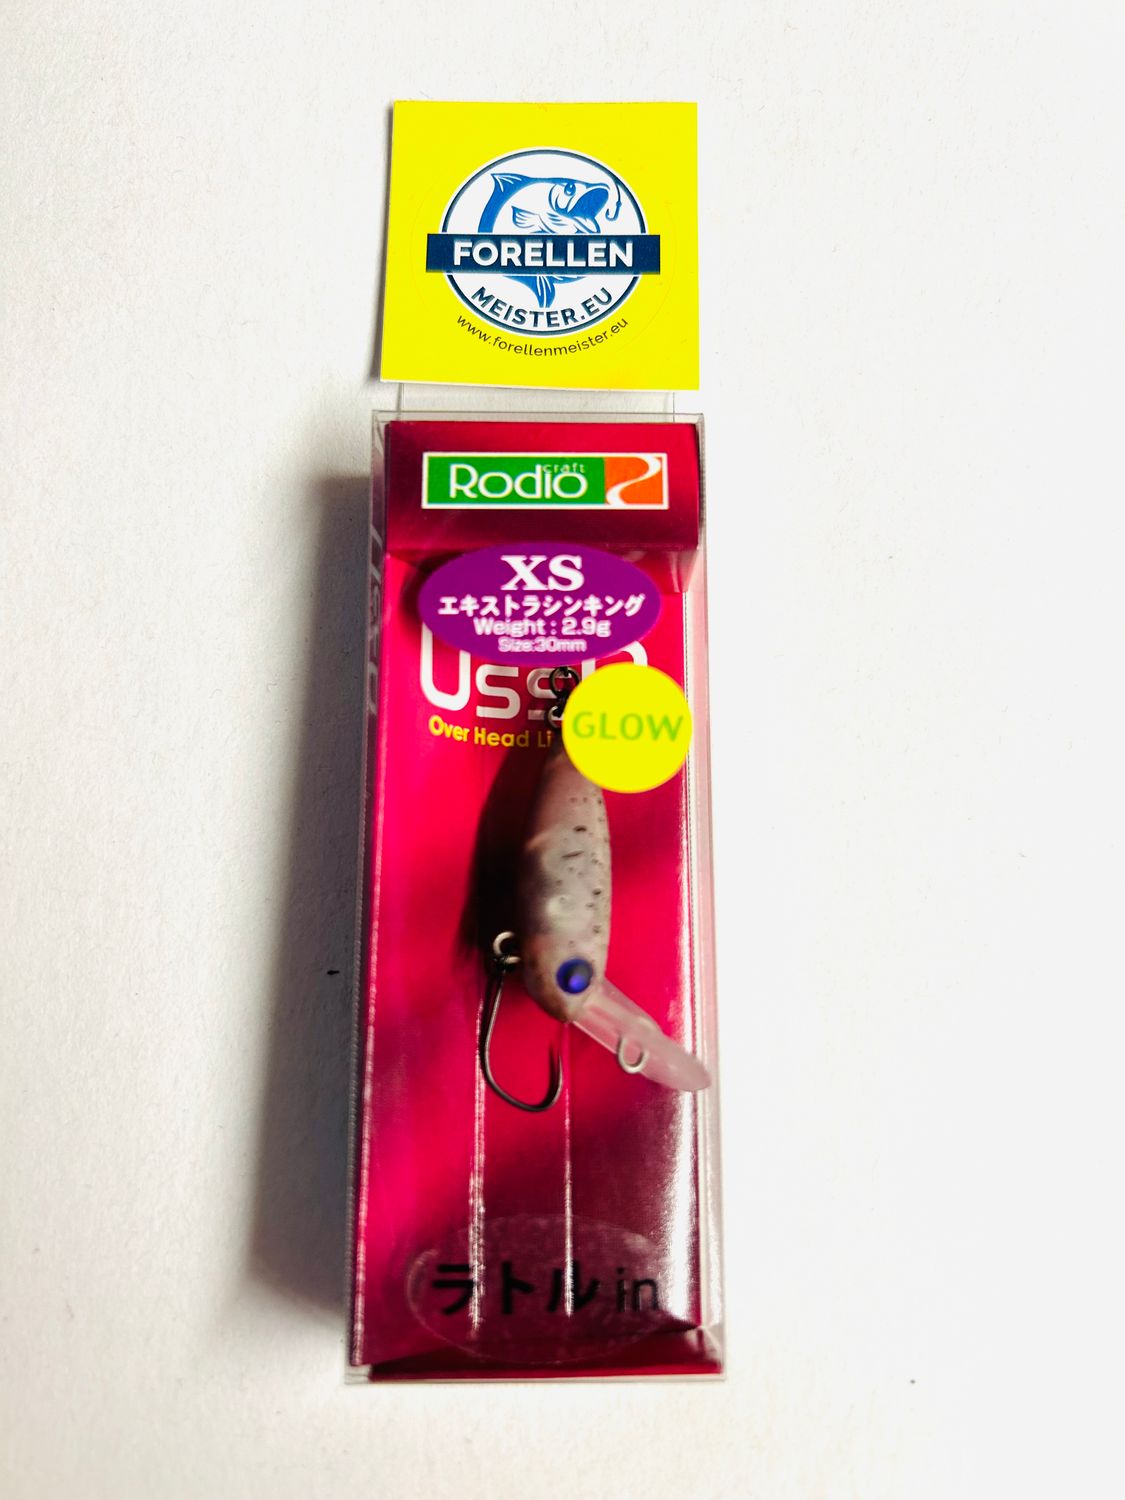 FORELLEN
MEISTER.EU
www.forellenmeister.eu
Rodio craft
XS
エキストラシンキング
Weight : 2.9g
Size:30mm
GLOW
Over Head
ラトル in